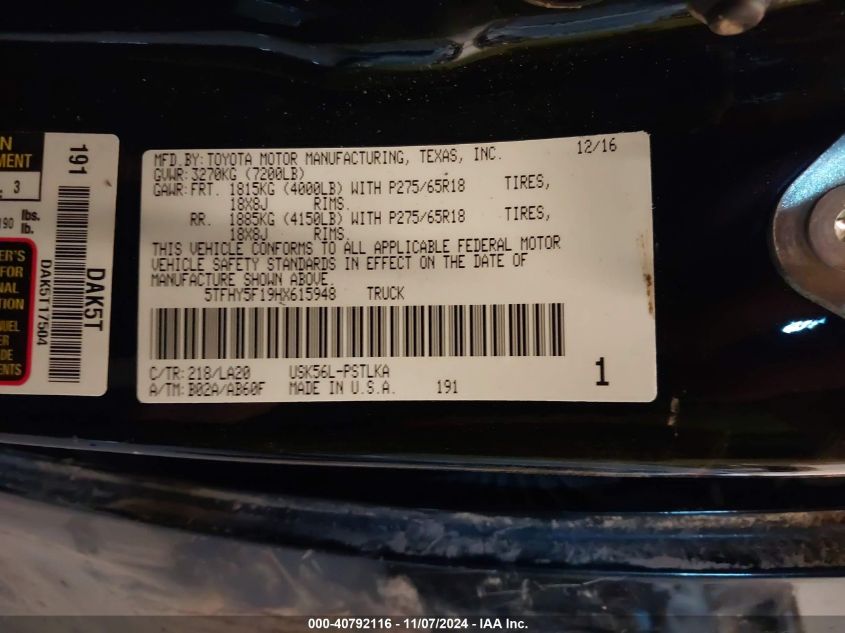 MFD.BY:TOYOTA MOTOR MANUFACTURING, TEXAS, INC. 12/16
GVWR:3270KG (7200LB)
GAWR:FRT. 1815KG (4000LB) WITH P275/65R18 TIRES,
18X8J RIMS.
RR. 1885KG (4150LB) WITH P275/65R18 TIRES,
18X8J RIMS.
THIS VEHICLE CONFORMS TO ALL APPLICABLE FEDERAL MOTOR
VEHICLE SAFETY STANDARDS IN EFFECT ON THE DATE OF
MANUFACTURE SHOWN ABOVE.
5TFHY5F19HX615948 TRUCK
C/TR:218/LA20 USK56L-PSTLKA
A/TM:B02A/AB60F MADE IN U.S.A. 191
1
191
DAK5T
DAK5T17504
3
lbs.
lb.
000-40792116 - 11/07/2024 - IAA Inc.